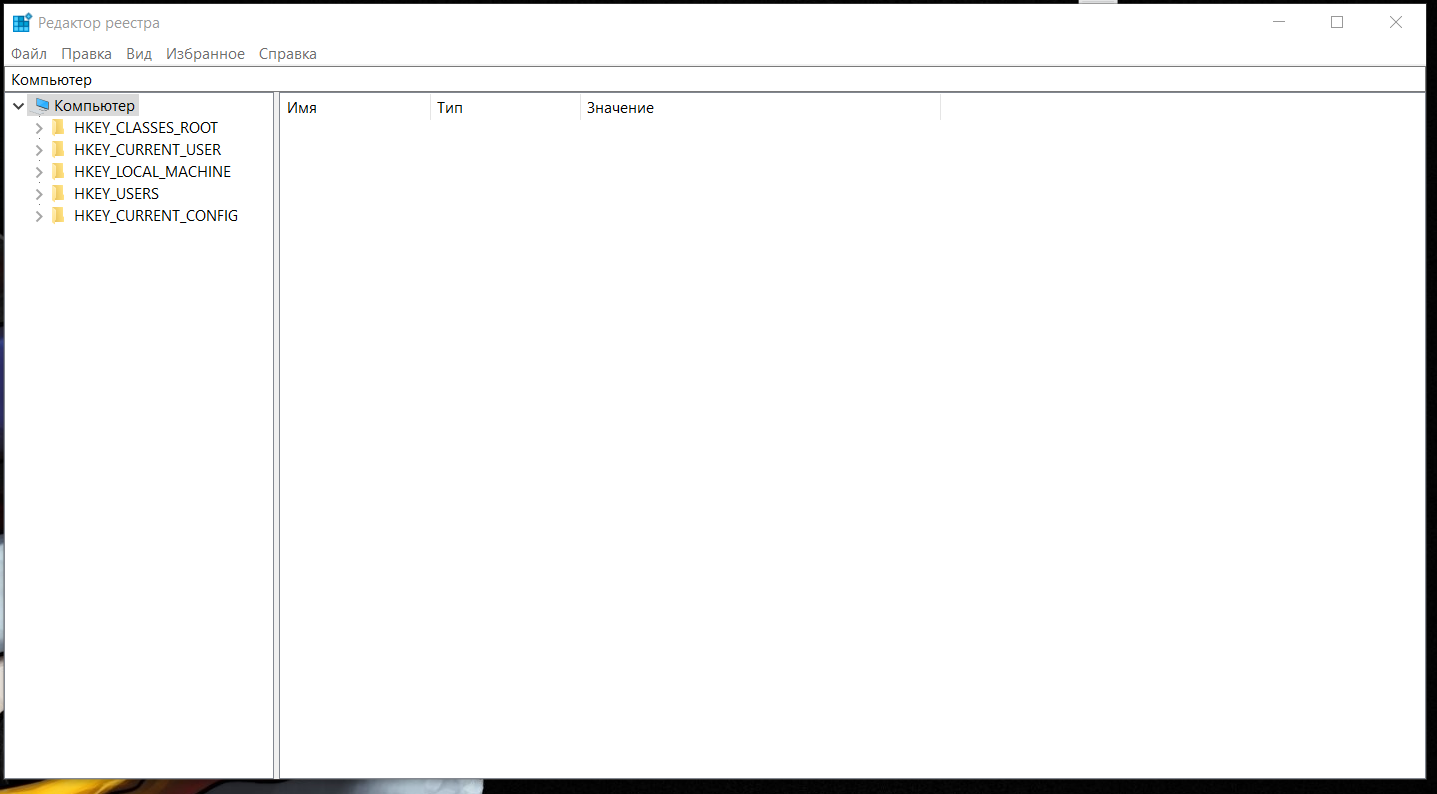 Редактор реестра
Файл Правка Вид Избранное Справка
Компьютер
Компьютер
HKEY_CLASSES_ROOT
HKEY_CURRENT_USER
HKEY_LOCAL_MACHINE
HKEY_USERS
HKEY_CURRENT_CONFIG
Имя Тип Значение